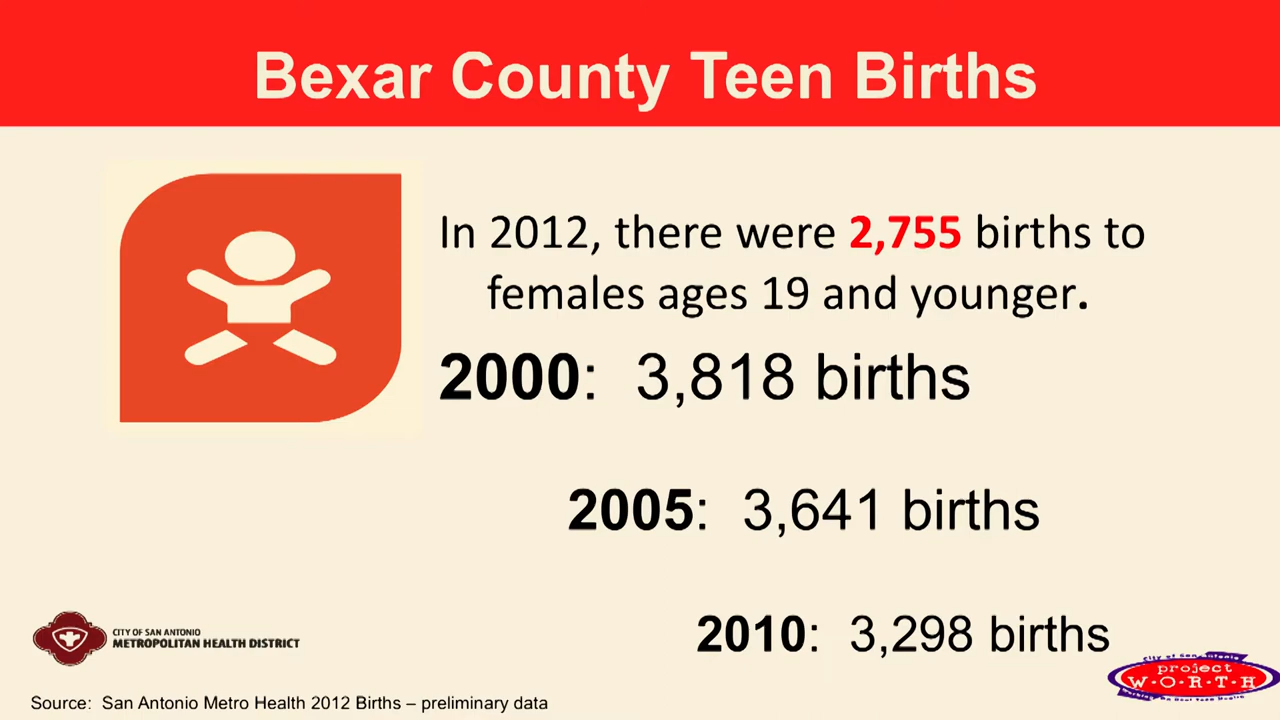 Bexar County Teen Births
In 2012, there were 2,755 births to
females ages 19 and younger.
2000: 3,818 births
2005: 3,641 births
2010: 3,298 births
CITY OF SAN ANTONIO
METROPOLITAN HEALTH DISTRICT
project
W·O·R·T·H
Source: San Antonio Metro Health 2012 Births – preliminary data